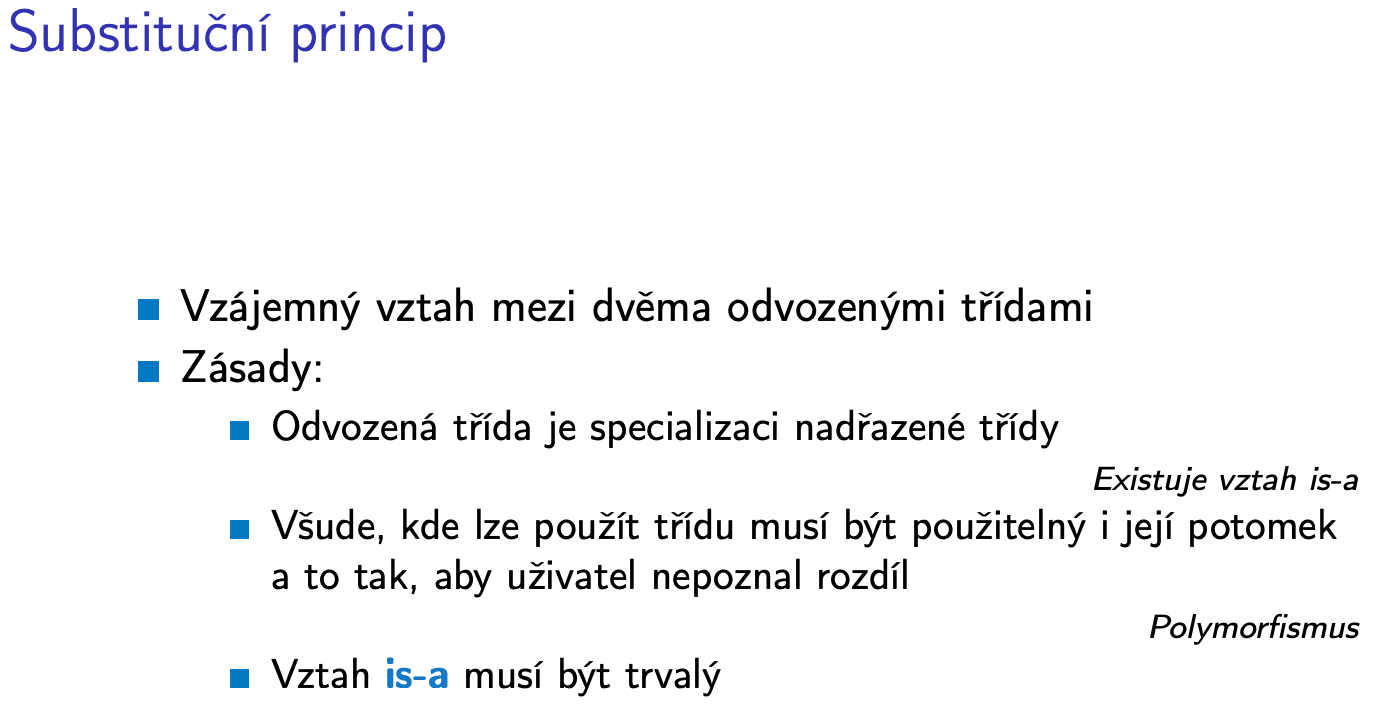 Substituční princip
Vzájemný vztah mezi dvěma odvozenými třídami
Zásady:
Odvozená třída je specializaci nadřazené třídy
Existuje vztah is-a
Všude, kde lze použít třídu musí být použitelný i její potomek
a to tak, aby uživatel nepoznal rozdíl
Polymorfismus
Vztah is-a musí být trvalý